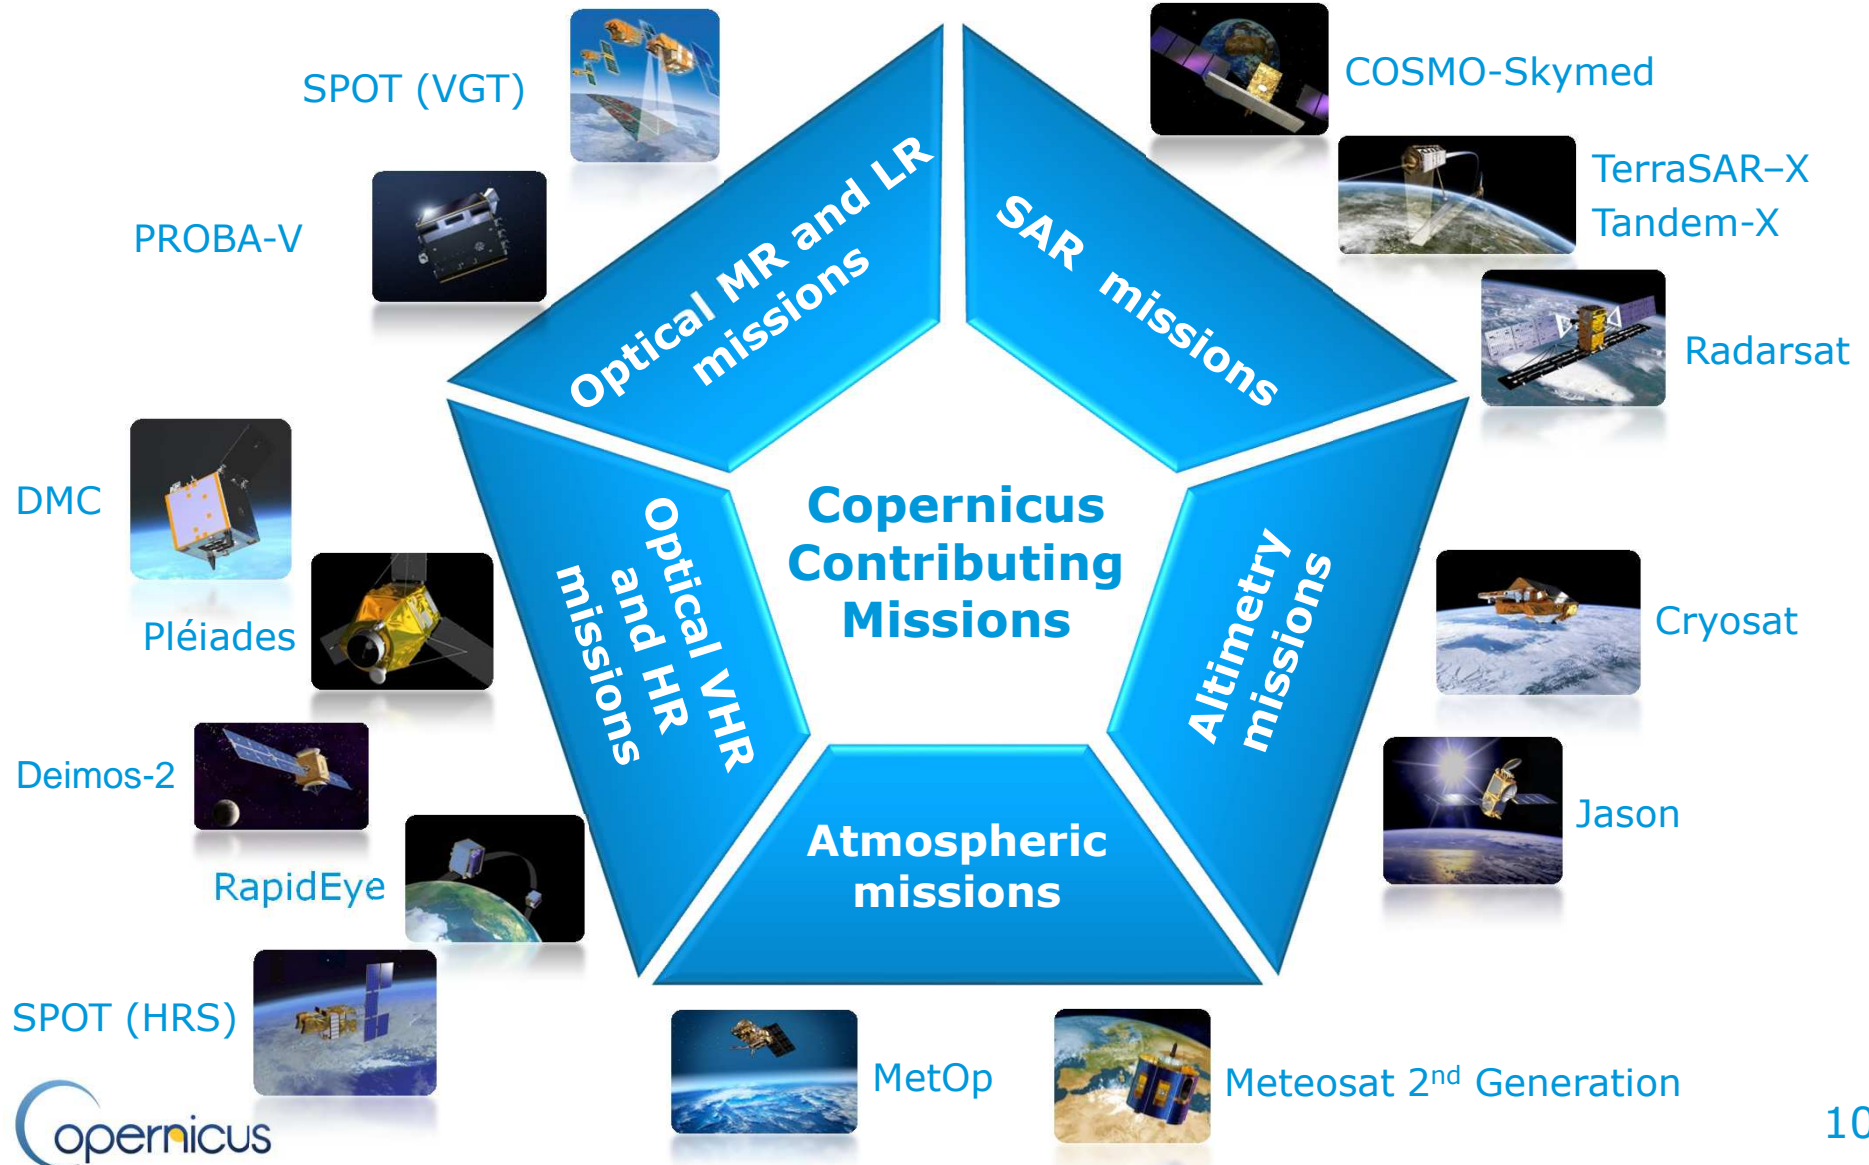 SPOT (VGT)
COSMO-Skymed
PROBA-V
TerraSAR–X
Tandem-X
Radarsat
Optical MR and LR
missions
SAR missions
DMC
Pléiades
Deimos-2
RapidEye
SPOT (HRS)
Optical VHR
and HR
missions
Copernicus
Contributing
Missions
Altimetry
missions
Cryosat
Jason
Atmospheric
missions
MetOp
Meteosat 2nd Generation
opernicus
10